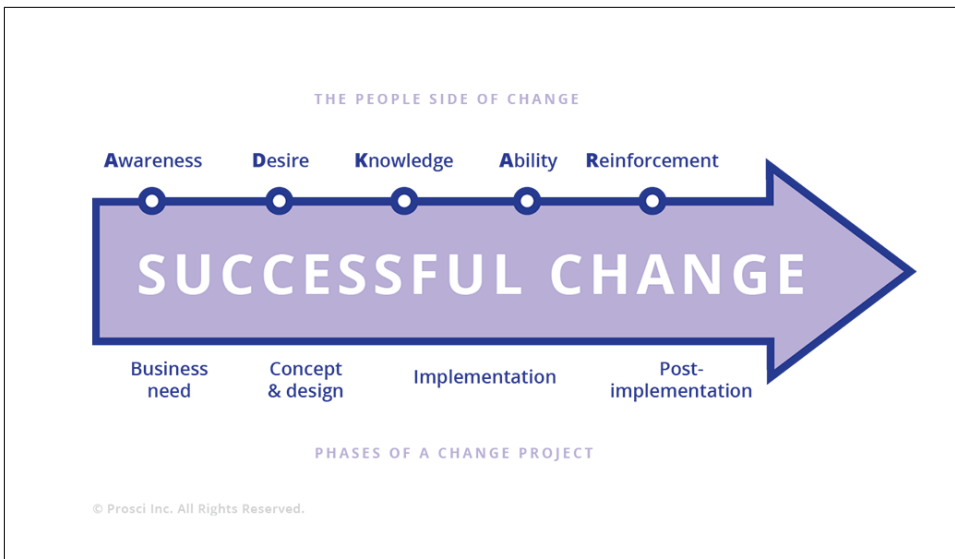 THE PEOPLE SIDE OF CHANGE
Awareness Desire Knowledge Ability Reinforcement
SUCCESSFUL CHANGE
Business need
Concept & design
Implementation
Post-implementation
PHASES OF A CHANGE PROJECT
© Prosci Inc. All Rights Reserved.